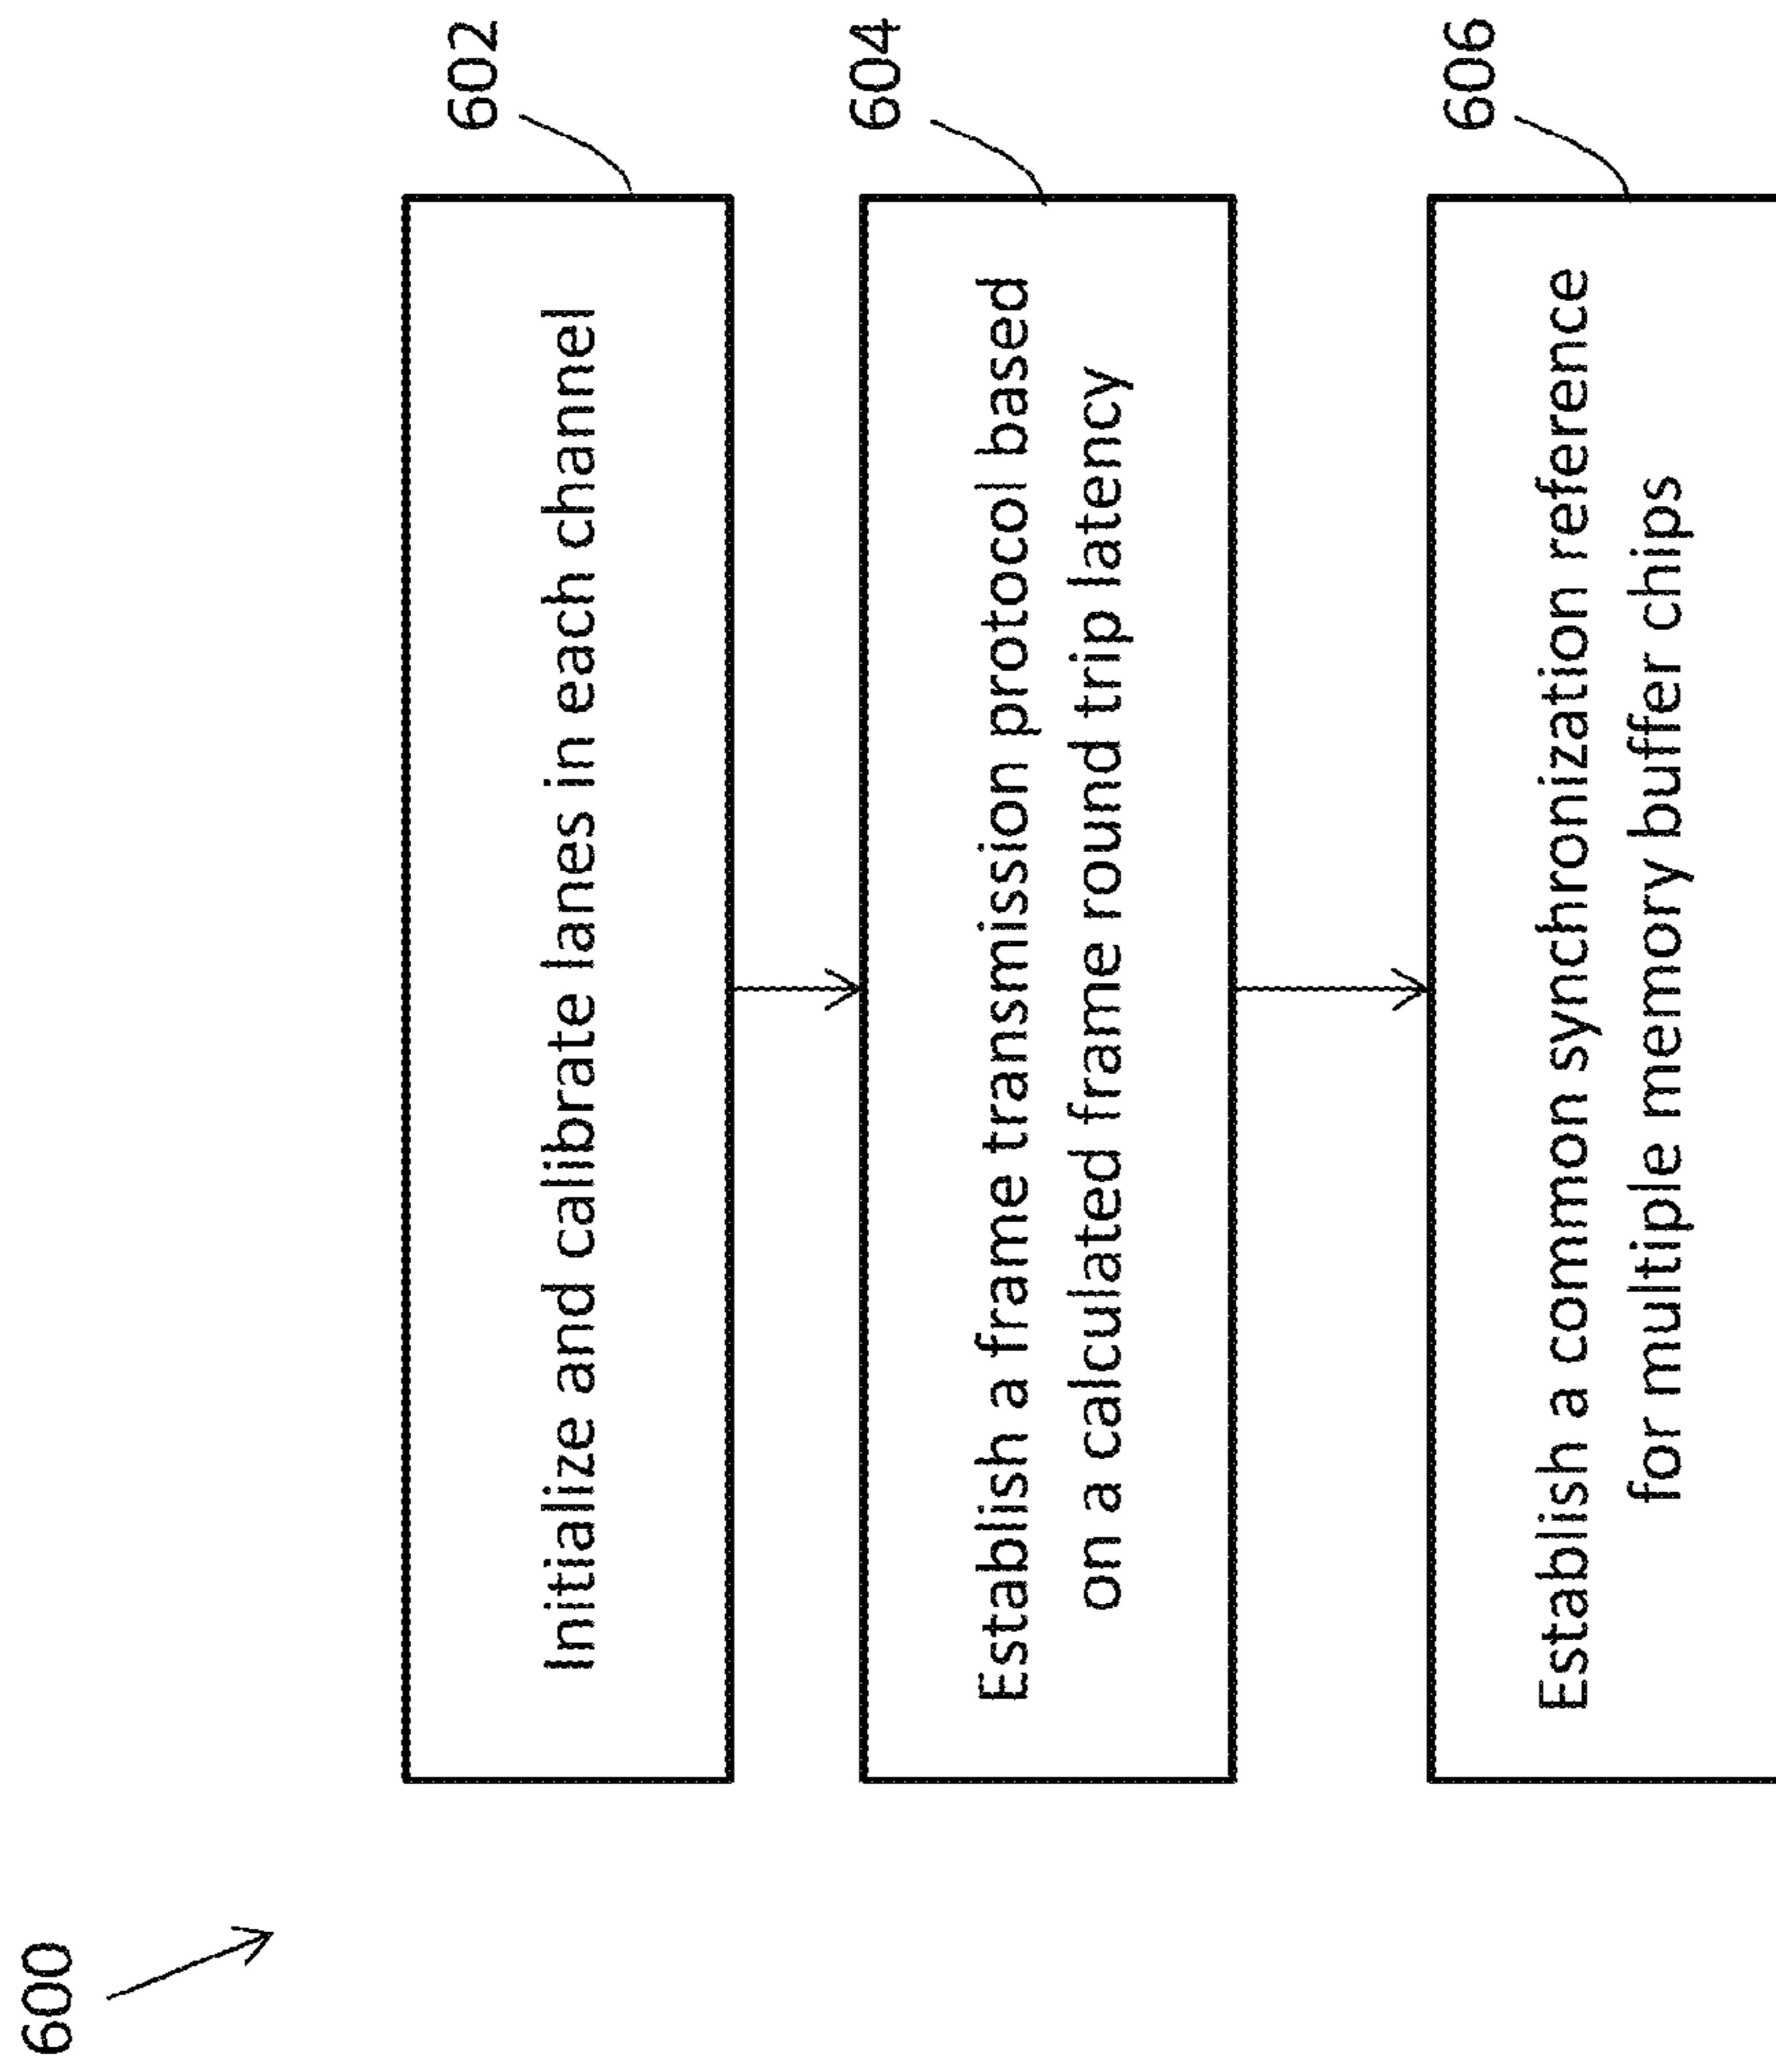 600
602
Initialize and calibrate lanes in each channel
604
Establish a frame transmission protocol based
on a calculated frame round trip latency
606
Establish a common synchronization reference
for multiple memory buffer chips